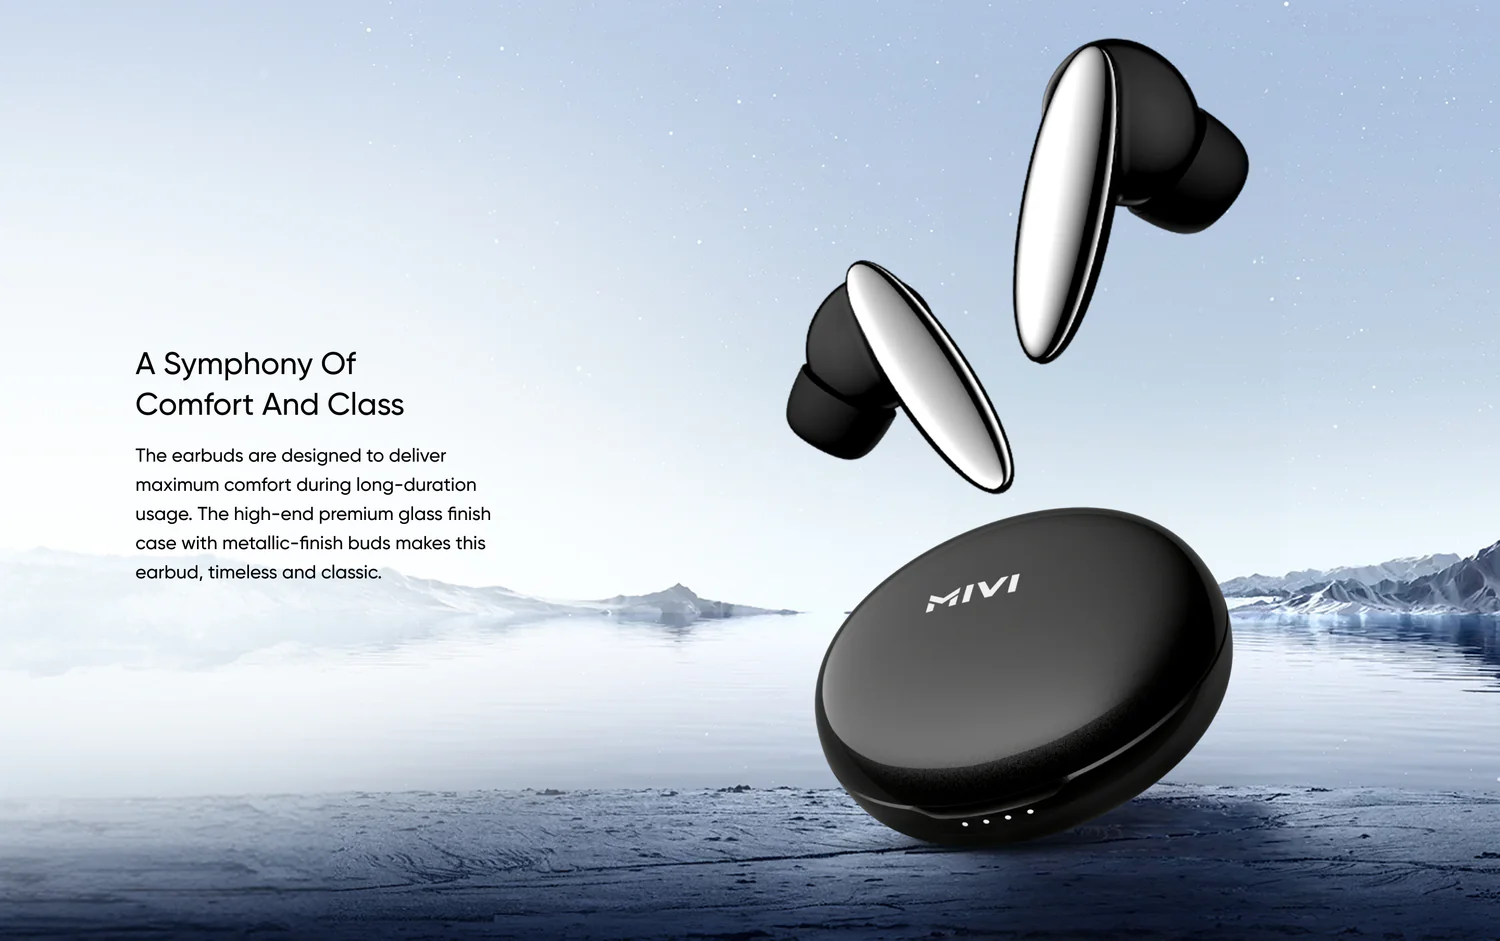 A Symphony Of
Comfort And Class
The earbuds are designed to deliver
maximum comfort during long-duration
usage. The high-end premium glass finish
case with metallic-finish buds makes this
earbud, timeless and classic.
MIVI